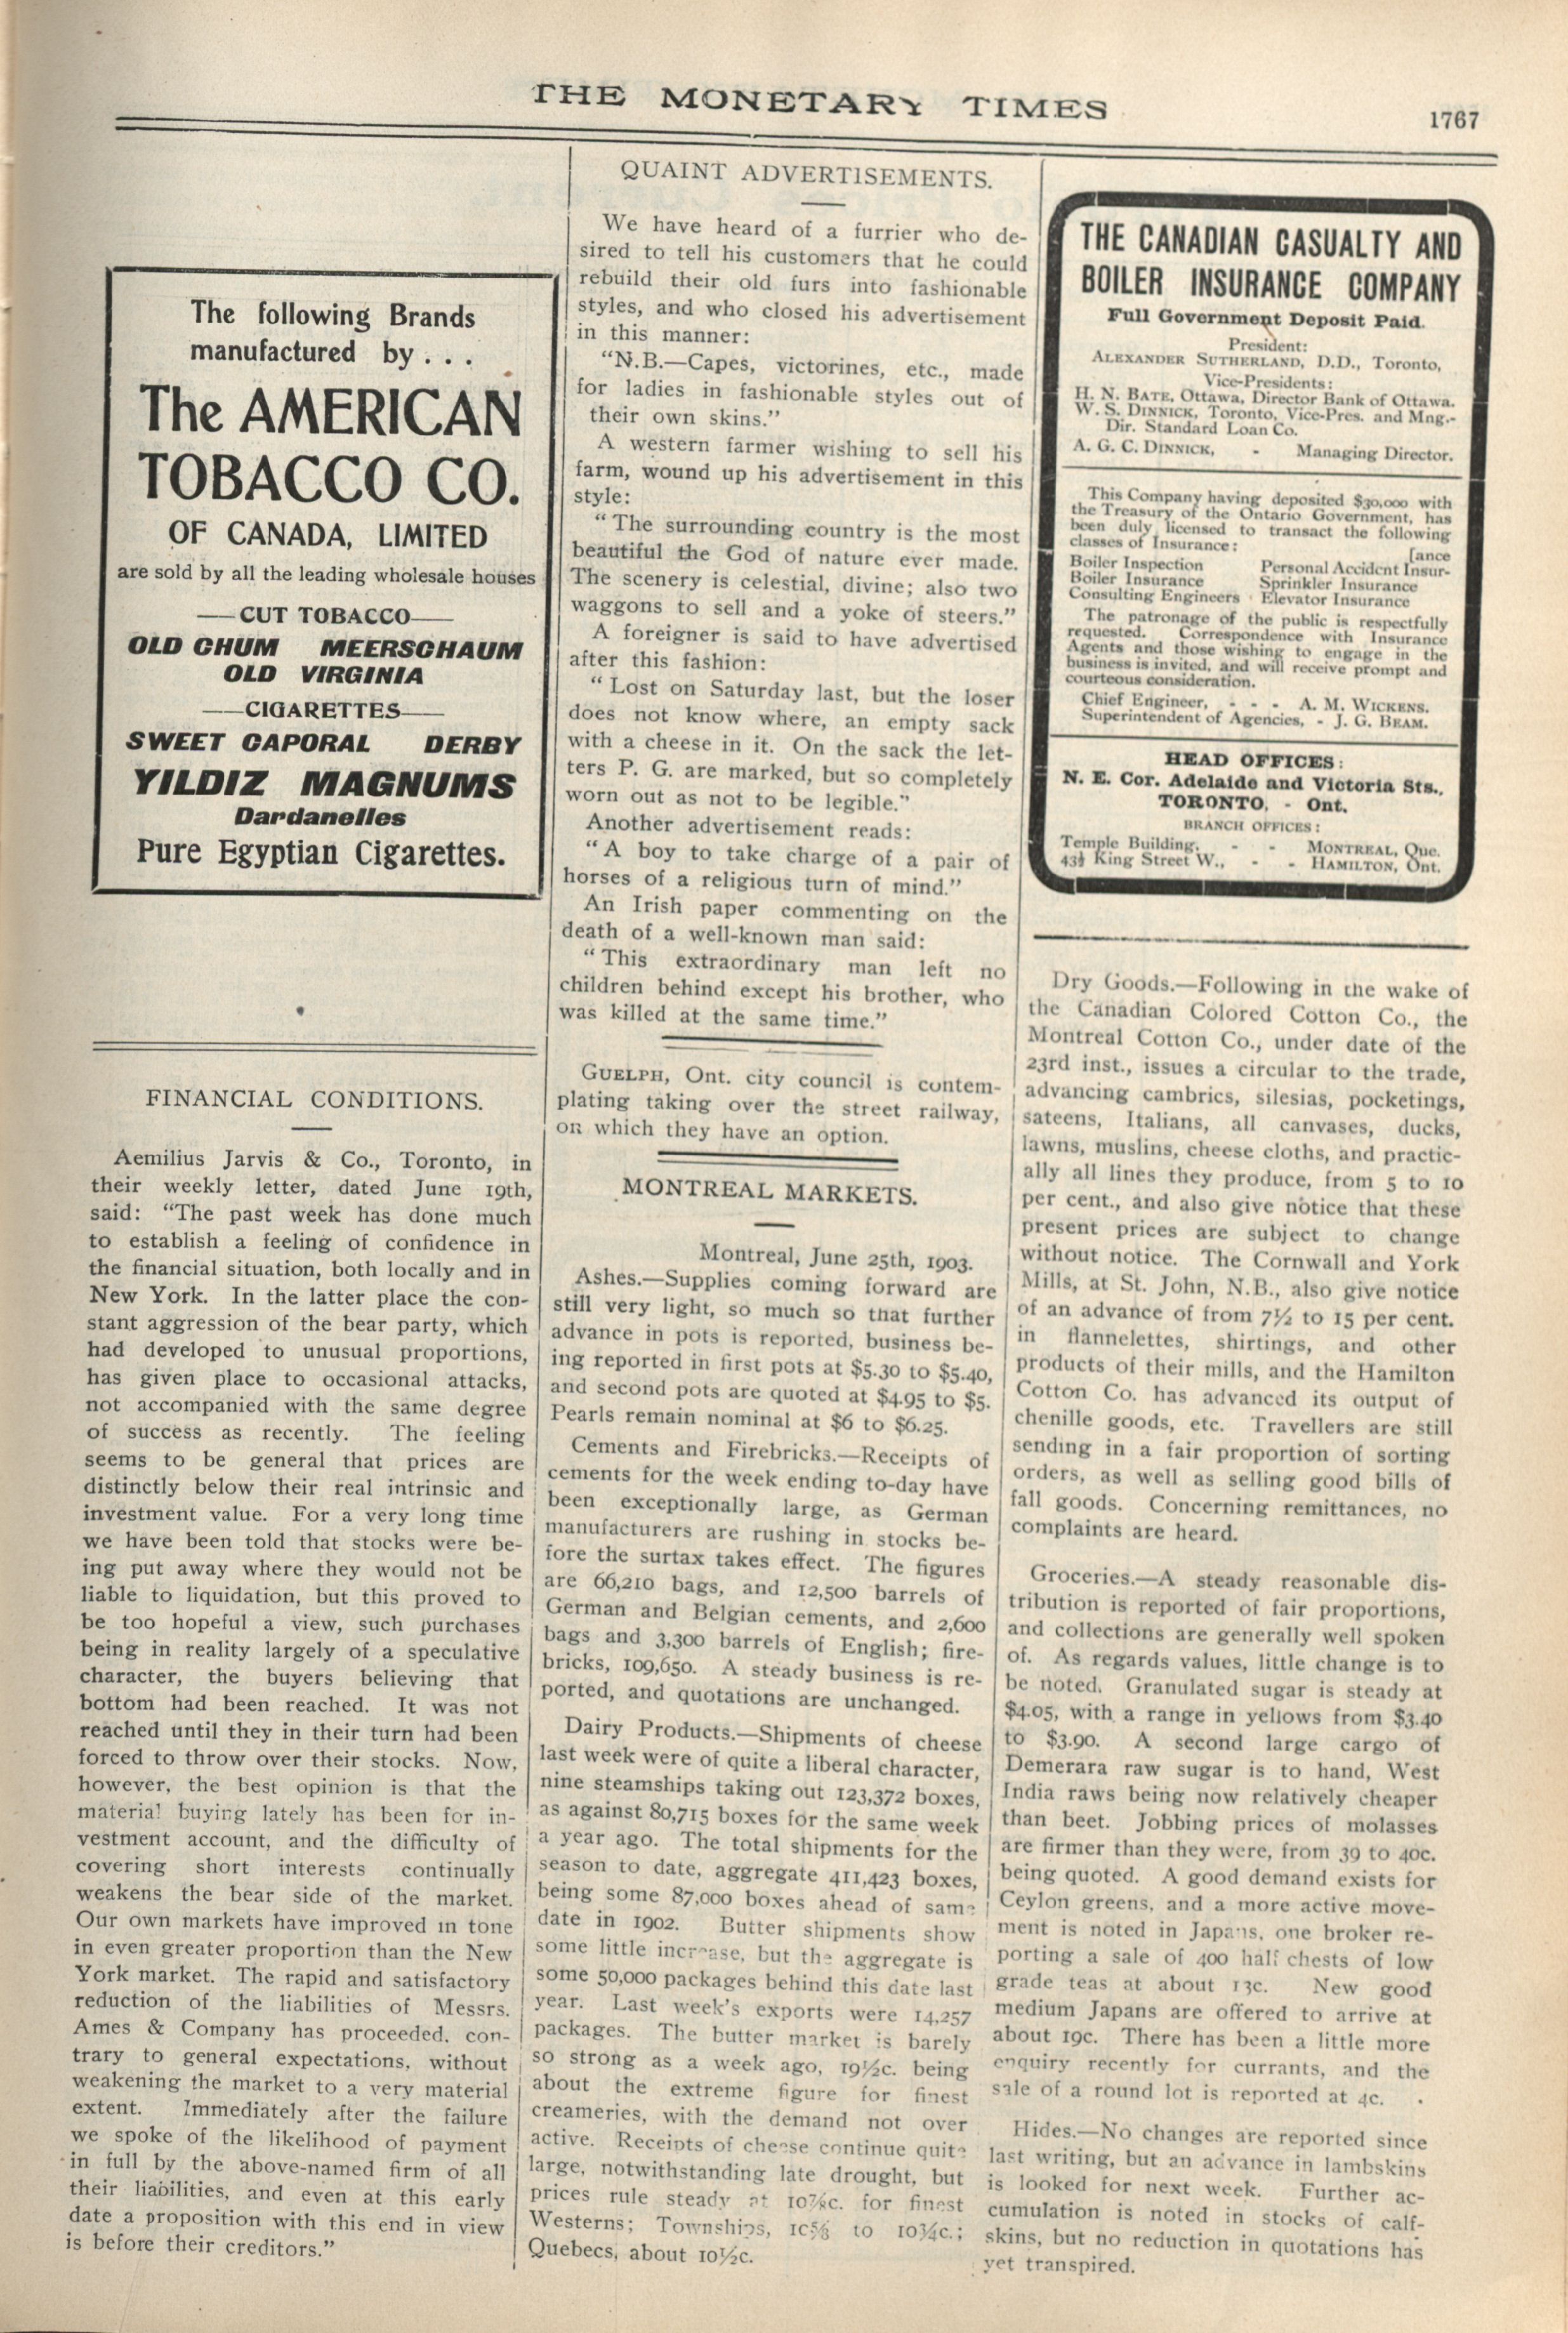 THE MONETARY TIMES
1767
The following Brands
manufactured by . . .
The AMERICAN
TOBACCO CO.
OF CANADA, LIMITED
are sold by all the leading wholesale houses
—CUT TOBACCO—
OLD CHUM MEERSCHAUM
OLD VIRGINIA
—CIGARETTES—
SWEET CAPORAL DERBY
YILDIZ MAGNUMS
Dardanelles
Pure Egyptian Cigarettes.
FINANCIAL CONDITIONS.
Aemilius Jarvis & Co., Toronto, in
their weekly letter, dated June 19th,
said: “The past week has done much
to establish a feeling of confidence in
the financial situation, both locally and in
New York. In the latter place the con-
stant aggression of the bear party, which
had developed to unusual proportions,
has given place to occasional attacks,
not accompanied with the same degree
of success as recently. The feeling
seems to be general that prices are
distinctly below their real intrinsic and
investment value. For a very long time
we have been told that stocks were be-
ing put away where they would not be
liable to liquidation, but this proved to
be too hopeful a view, such purchases
being in reality largely of a speculative
character, the buyers believing that
bottom had been reached. It was not
reached until they in their turn had been
forced to throw over their stocks. Now,
however, the best opinion is that the
material buying lately has been for in-
vestment account, and the difficulty of
covering short interests continually
weakens the bear side of the market.
Our own markets have improved in tone
in even greater proportion than the New
York market. The rapid and satisfactory
reduction of the liabilities of Messrs.
Ames & Company has proceeded, con-
trary to general expectations, without
weakening the market to a very material
extent. Immediately after the failure
we spoke of the likelihood of payment
in full by the above-named firm of all
their liabilities, and even at this early
date a proposition with this end in view
is before their creditors.”
QUAINT ADVERTISEMENTS.
We have heard of a furrier who de-
sired to tell his customers that he could
rebuild their old furs into fashionable
styles, and who closed his advertisement
in this manner:
“N.B.—Capes, victorines, etc., made
for ladies in fashionable styles out of
their own skins.”
A western farmer wishing to sell his
farm, wound up his advertisement in this
style:
“The surrounding country is the most
beautiful the God of nature ever made.
The scenery is celestial, divine; also two
waggons to sell and a yoke of steers.”
A foreigner is said to have advertised
after this fashion:
“Lost on Saturday last, but the loser
does not know where, an empty sack
with a cheese in it. On the sack the let-
ters P. G. are marked, but so completely
worn out as not to be legible.”
Another advertisement reads:
“A boy to take charge of a pair of
horses of a religious turn of mind.”
An Irish paper commenting on the
death of a well-known man said:
“This extraordinary man left no
children behind except his brother, who
was killed at the same time.”
GUELPH, Ont. city council is contem-
plating taking over the street railway,
on which they have an option.
MONTREAL MARKETS.
Montreal, June 25th, 1903.
Ashes.—Supplies coming forward are
still very light, so much so that further
advance in pots is reported, business be-
ing reported in first pots at $5.30 to $5.40,
and second pots are quoted at $4.95 to $5.
Pearls remain nominal at $6 to $6.25.
Cements and Firebricks.—Receipts of
cements for the week ending to-day have
been exceptionally large, as German
manufacturers are rushing in stocks be-
fore the surtax takes effect. The figures
are 66,210 bags, and 12,500 barrels of
German and Belgian cements, and 2,600
bags and 3,300 barrels of English; fire-
bricks, 109,650. A steady business is re-
ported, and quotations are unchanged.
Dairy Products.—Shipments of cheese
last week were of quite a liberal character,
nine steamships taking out 123,372 boxes,
as against 80,715 boxes for the same week
a year ago. The total shipments for the
season to date, aggregate 411,423 boxes,
being some 87,000 boxes ahead of same
date in 1902. Butter shipments show
some little increase, but the aggregate is
some 50,000 packages behind this date last
year. Last week's exports were 14,257
packages. The butter market is barely
so strong as a week ago, 19½c. being
about the extreme figure for finest
creameries, with the demand not over
active. Receipts of cheese continue quite
large, notwithstanding late drought, but
prices rule steady at 10⅞c. for finest
Westerns; Townships, 10⅝ to 10¾c.;
Quebecs, about 10½c.
THE CANADIAN CASUALTY AND
BOILER INSURANCE COMPANY
Full Government Deposit Paid.
President:
ALEXANDER SUTHERLAND, D.D., Toronto,
Vice-Presidents:
H. N. BATE, Ottawa, Director Bank of Ottawa.
W. S. DINNICK, Toronto, Vice-Pres. and Mng.-
Dir. Standard Loan Co.
A. G. C. DINNICK, - Managing Director.
This Company having deposited $30,000 with
the Treasury of the Ontario Government, has
been duly licensed to transact the following
classes of Insurance: [ance
Boiler Inspection Personal Accident Insur-
Boiler Insurance Sprinkler Insurance
Consulting Engineers Elevator Insurance
The patronage of the public is respectfully
requested. Correspondence with Insurance
Agents and those wishing to engage in the
business is invited, and will receive prompt and
courteous consideration.
Chief Engineer, - - - A. M. WICKENS.
Superintendent of Agencies, - J. G. BEAM.
HEAD OFFICES:
N. E. Cor. Adelaide and Victoria Sts.,
TORONTO, - Ont.
BRANCH OFFICES:
Temple Building, - - MONTREAL, Que.
43½ King Street W., - - HAMILTON, Ont.
Dry Goods.—Following in the wake of
the Canadian Colored Cotton Co., the
Montreal Cotton Co., under date of the
23rd inst., issues a circular to the trade,
advancing cambrics, silesias, pocketings,
sateens, Italians, all canvases, ducks,
lawns, muslins, cheese cloths, and practic-
ally all lines they produce, from 5 to 10
per cent., and also give notice that these
present prices are subject to change
without notice. The Cornwall and York
Mills, at St. John, N.B., also give notice
of an advance of from 7½ to 15 per cent.
in flannelettes, shirtings, and other
products of their mills, and the Hamilton
Cotton Co. has advanced its output of
chenille goods, etc. Travellers are still
sending in a fair proportion of sorting
orders, as well as selling good bills of
fall goods. Concerning remittances, no
complaints are heard.
Groceries.—A steady reasonable dis-
tribution is reported of fair proportions,
and collections are generally well spoken
of. As regards values, little change is to
be noted. Granulated sugar is steady at
$4.05, with a range in yellows from $3.40
to $3.90. A second large cargo of
Demerara raw sugar is to hand, West
India raws being now relatively cheaper
than beet. Jobbing prices of molasses
are firmer than they were, from 39 to 40c.
being quoted. A good demand exists for
Ceylon greens, and a more active move-
ment is noted in Japans, one broker re-
porting a sale of 400 half chests of low
grade teas at about 13c. New good
medium Japans are offered to arrive at
about 19c. There has been a little more
enquiry recently for currants, and the
sale of a round lot is reported at 4c.
Hides.—No changes are reported since
last writing, but an advance in lambskins
is looked for next week. Further ac-
cumulation is noted in stocks of calf-
skins, but no reduction in quotations has
yet transpired.